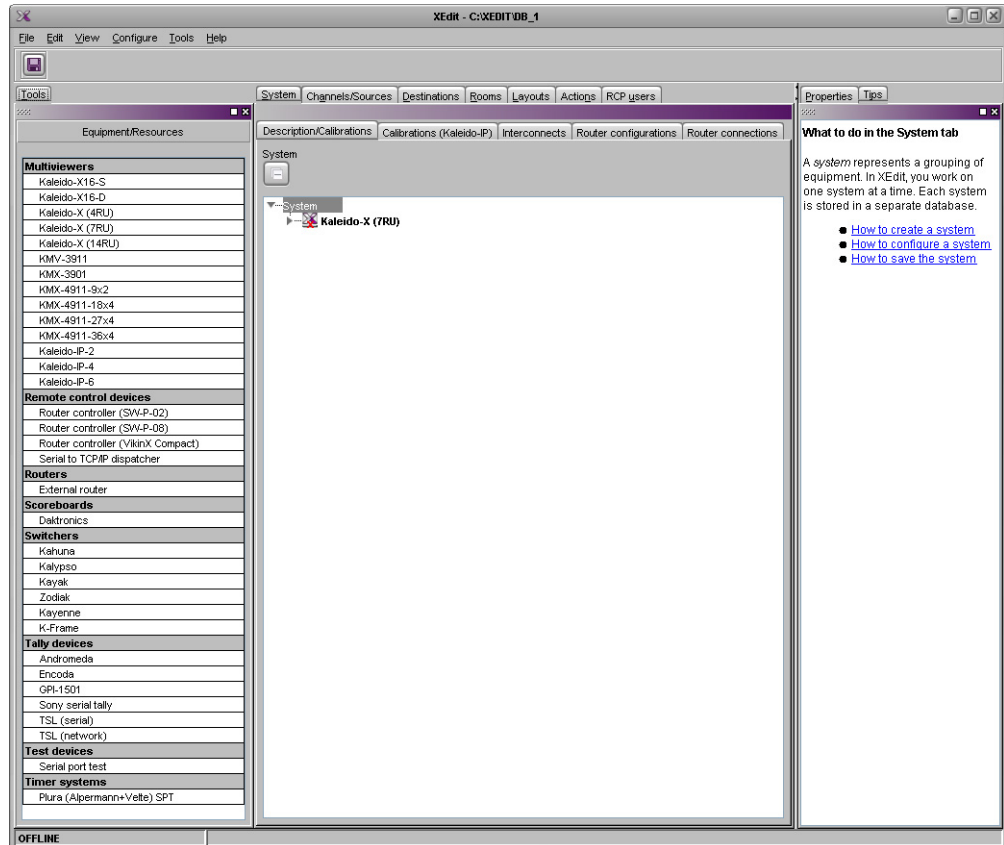 XEdit - C:\XEDIT\DB_1
File Edit View Configure Tools Help
Tools
Equipment/Resources
Multiviewers
Kaleido-X16-S
Kaleido-X16-D
Kaleido-X (4RU)
Kaleido-X (7RU)
Kaleido-X (14RU)
KMV-3911
KMX-3901
KMX-4911-9x2
KMX-4911-18x4
KMX-4911-27x4
KMX-4911-36x4
Kaleido-IP-2
Kaleido-IP-4
Kaleido-IP-6
Remote control devices
Router controller (SW-P-02)
Router controller (SW-P-08)
Router controller (VikinX Compact)
Serial to TCP/IP dispatcher
Routers
External router
Scoreboards
Daktronics
Switchers
Kahuna
Kalypso
Kayak
Zodiak
Kayenne
K-Frame
Tally devices
Andromeda
Encoda
GPI-1501
Sony serial tally
TSL (serial)
TSL (network)
Test devices
Serial port test
Timer systems
Plura (Alpermann+Velte) SPT
System Channels/Sources Destinations Rooms Layouts Actions RCP users
Description/Calibrations Calibrations (Kaleido-IP) Interconnects Router configurations Router connections
System
System
Kaleido-X (7RU)
Properties Tips
What to do in the System tab
A system represents a grouping of
equipment. In XEdit, you work on
one system at a time. Each system
is stored in a separate database.
How to create a system
How to configure a system
How to save the system
OFFLINE